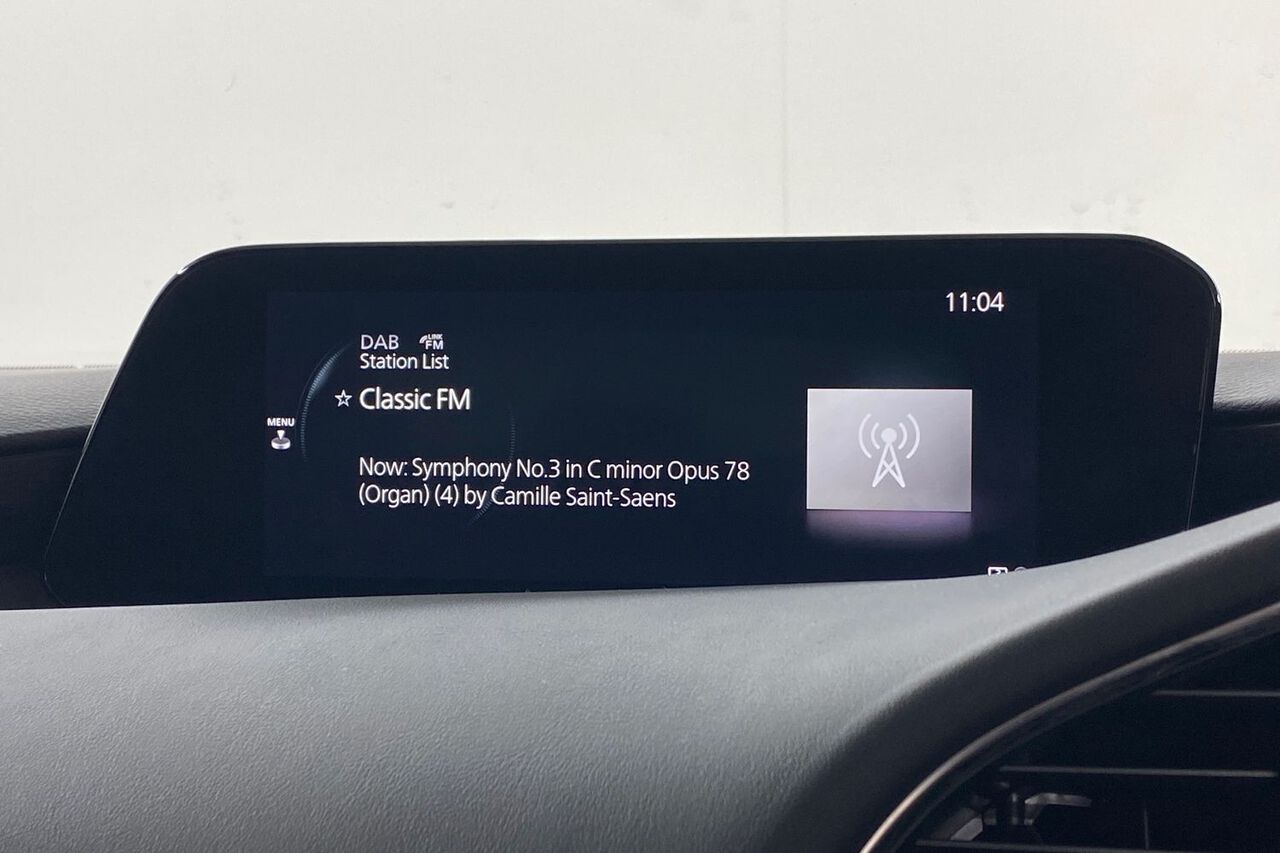 11:04
DAB LINK FM
Station List
☆ Classic FM
MENU
Now: Symphony No.3 in C minor Opus 78
(Organ) (4) by Camille Saint-Saens